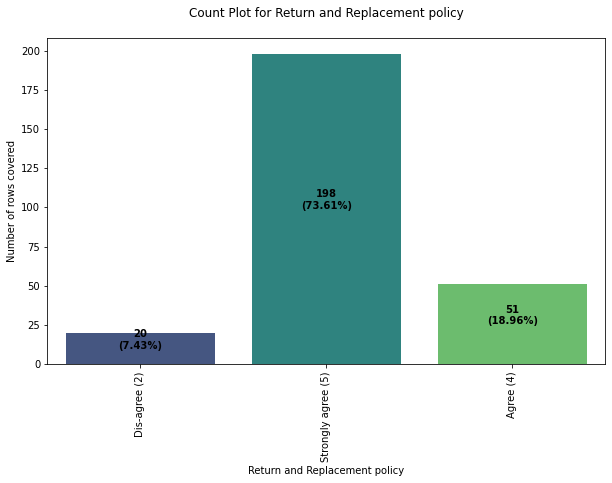 Count Plot for Return and Replacement policy
Number of rows covered
200
175
150
125
100
75
50
25
0
20
(7.43%)
198
(73.61%)
51
(18.96%)
Dis-agree (2)
Strongly agree (5)
Agree (4)
Return and Replacement policy